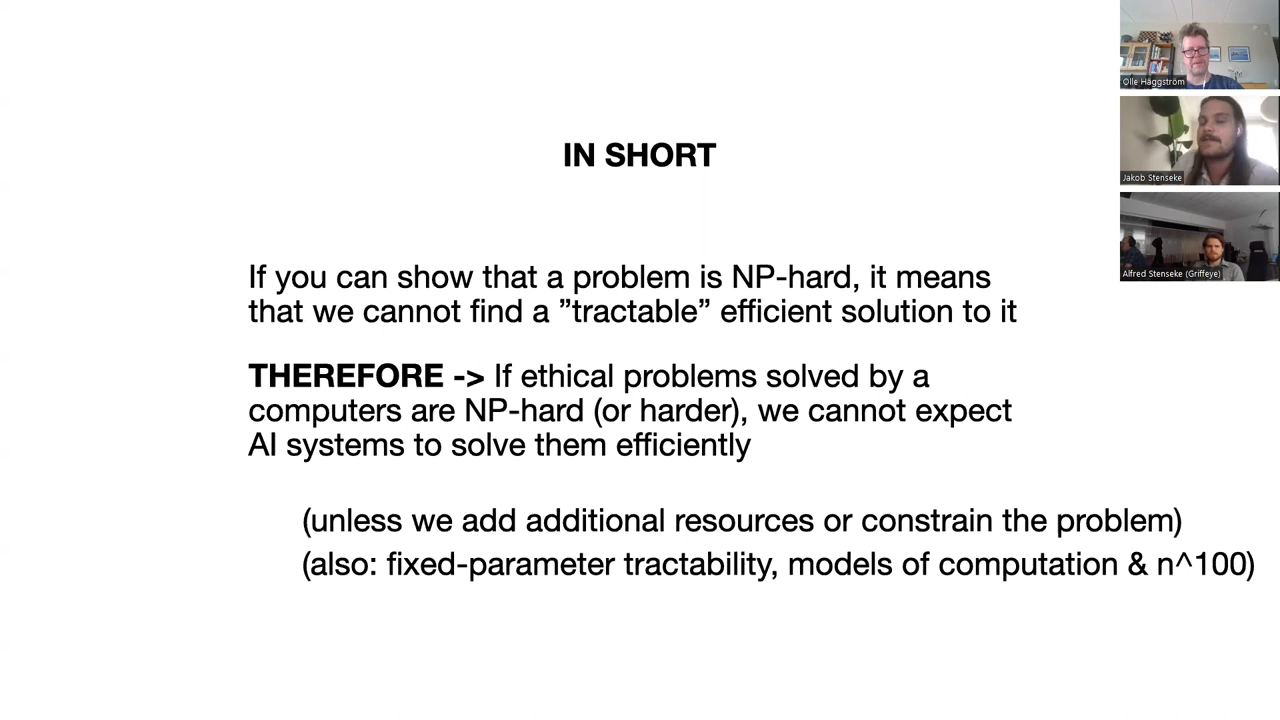 IN SHORT
If you can show that a problem is NP-hard, it means
that we cannot find a ”tractable” efficient solution to it
THEREFORE -> If ethical problems solved by a
computers are NP-hard (or harder), we cannot expect
AI systems to solve them efficiently
(unless we add additional resources or constrain the problem)
(also: fixed-parameter tractability, models of computation & n^100)
Olle Häggström
Jakob Stenseke
Alfred Stenseke (Griffeye)